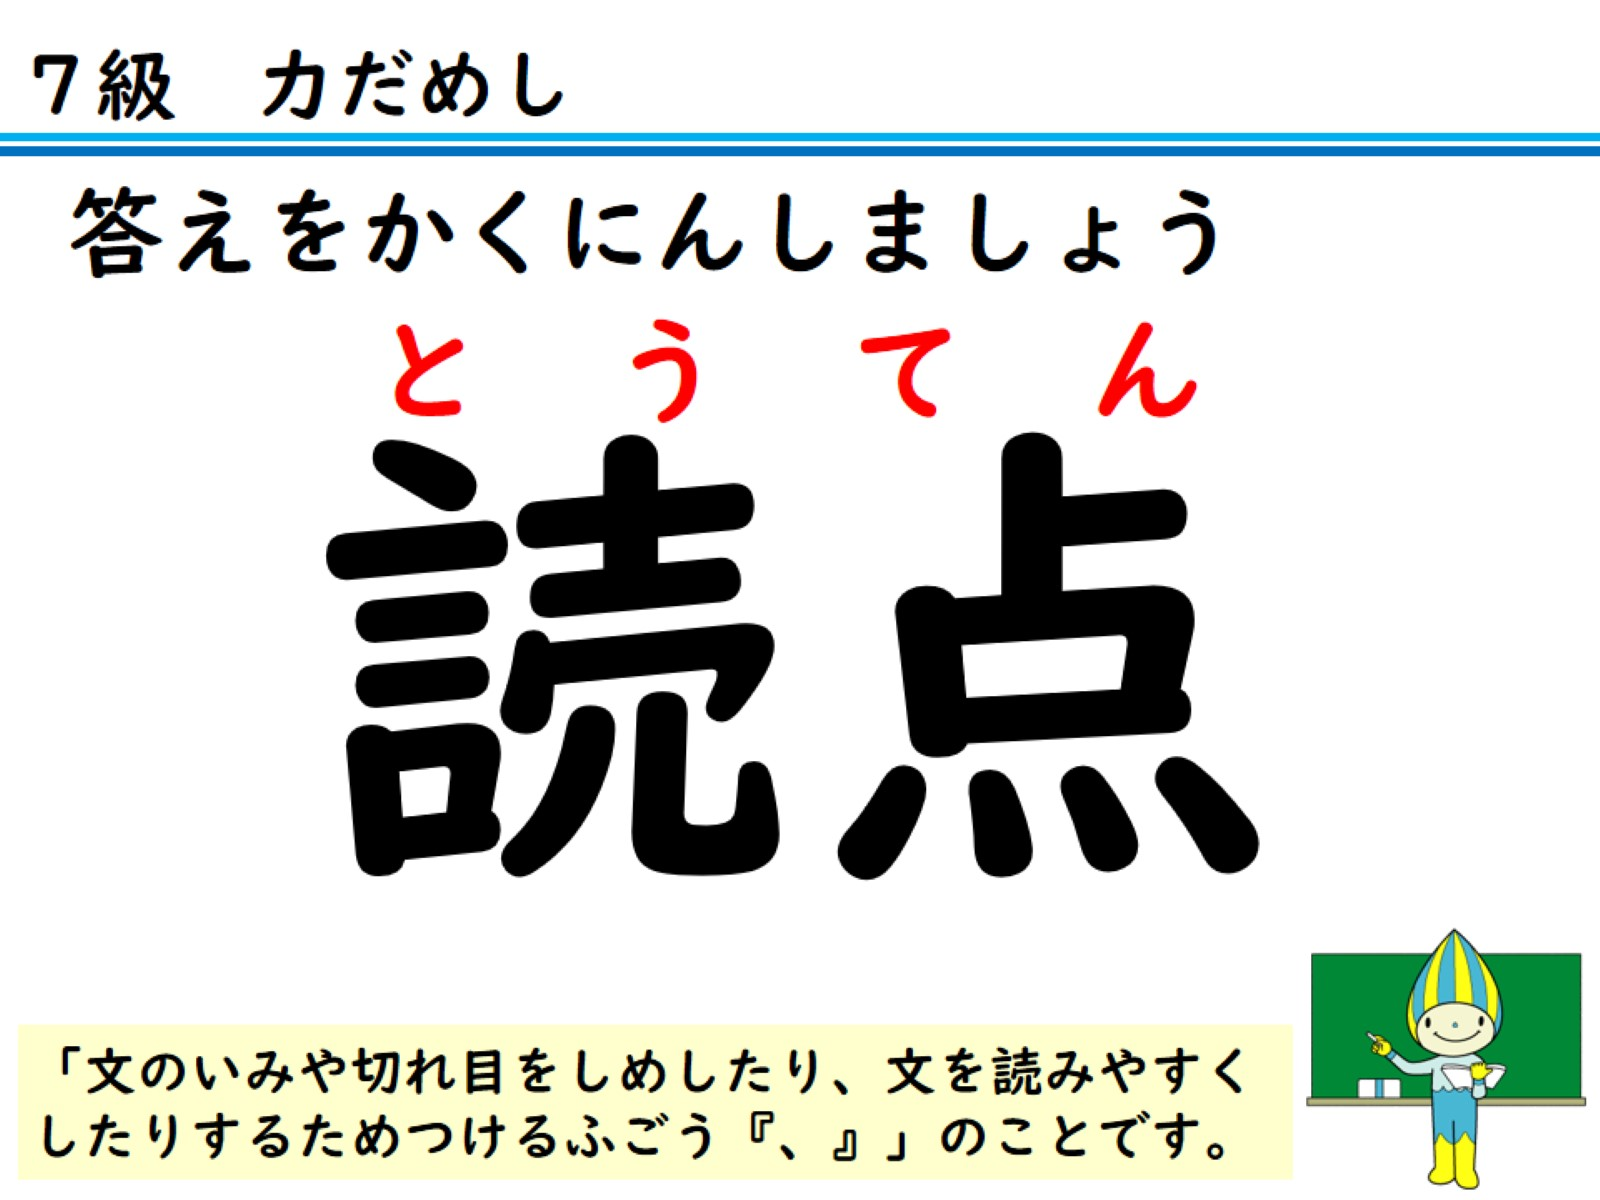 ７級　力だめし
答えをかくにんしましょう
とうてん
読点
「文のいみや切れ目をしめしたり、文を読みやすく
したりするためつけるふごう『、』」のことです。